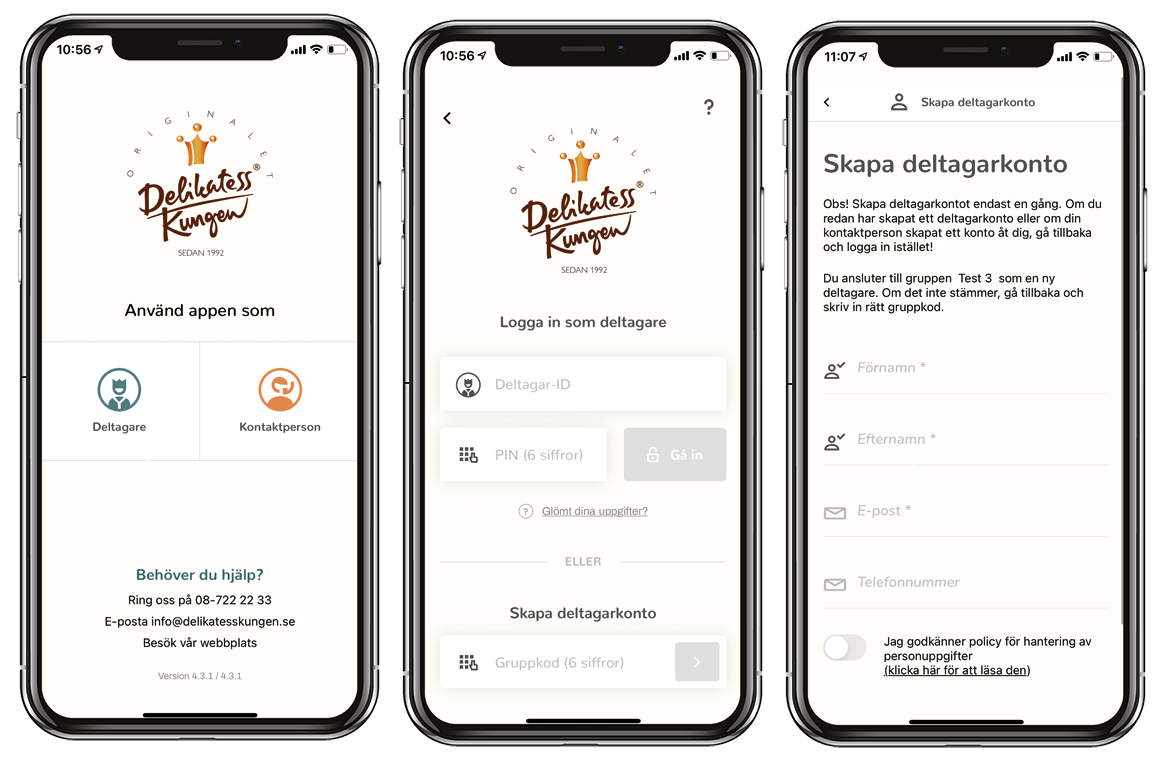 10:56
ORIGINALET
Delikatess®
Kungen
SEDAN 1992
Använd appen som
Deltagare
Kontaktperson
Behöver du hjälp?
Ring oss på 08-722 22 33
E-posta info@delikatesskungen.se
Besök vår webbplats
Version 4.3.1 / 4.3.1
10:56
?
ORIGINALET
Delikatess®
Kungen
SEDAN 1992
Logga in som deltagare
Deltagar-ID
PIN (6 siffror)
Gå in
? Glömt dina uppgifter?
ELLER
Skapa deltagarkonto
Gruppkod (6 siffror)
11:07
Skapa deltagarkonto
Skapa deltagarkonto
Obs! Skapa deltagarkontot endast en gång. Om du
redan har skapat ett deltagarkonto eller om din
kontaktperson skapat ett konto åt dig, gå tillbaka
och logga in istället!
Du ansluter till gruppen Test 3 som en ny
deltagare. Om det inte stämmer, gå tillbaka och
skriv in rätt gruppkod.
Förnamn *
Efternamn *
E-post *
Telefonnummer
Jag godkänner policy för hantering av
personuppgifter
(klicka här för att läsa den)